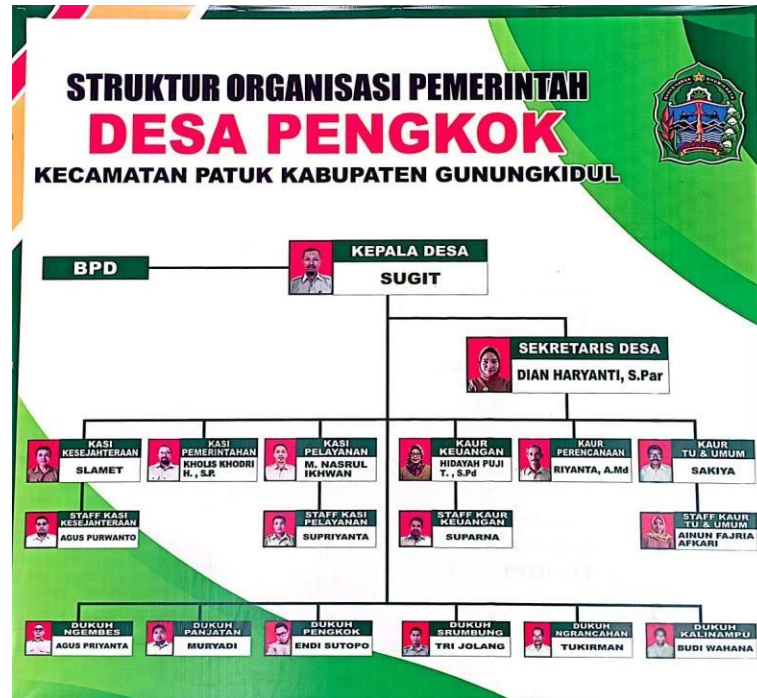 STRUKTUR ORGANISASI PEMERINTAH
DESA PENGKOK
KECAMATAN PATUK KABUPATEN GUNUNGKIDUL
BPD
KEPALA DESA
SUGIT
SEKRETARIS DESA
DIAN HARYANTI, S.Par
KASI
KESEJAHTERAAN
SLAMET
KASI
PEMERINTAHAN
KHOLIS KHODRI
H. , S.P.
KASI
PELAYANAN
M. NASRUL
IKHWAN
KAUR
KEUANGAN
HIDAYAH PUJI
T. , S.Pd
KAUR
PERENCANAAN
RIYANTA, A.Md
KAUR
TU & UMUM
SAKIYA
STAFF KASI
KESEJAHTERAAN
AGUS PURWANTO
STAFF KASI
PELAYANAN
SUPRIYANTA
STAFF KAUR
KEUANGAN
SUPARNA
STAFF KAUR
TU & UMUM
AINUN FAJRIA
AFKARI
DUKUH
NGEMBES
AGUS PRIYANTA
DUKUH
PANJATAN
MURYADI
DUKUH
PENGKOK
ENDI SUTOPO
DUKUH
SRUMBUNG
TRI JOLANG
DUKUH
NGRANCAHAN
TUKIRMAN
DUKUH
KALINAMPU
BUDI WAHANA